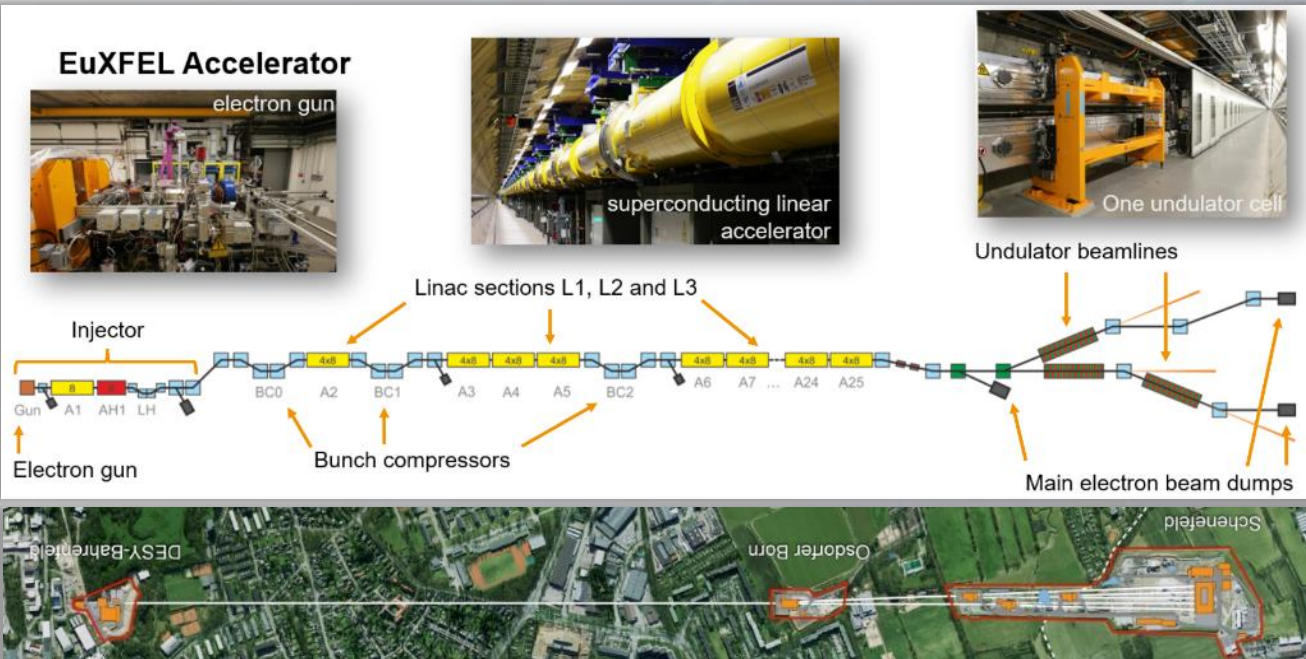 EuXFEL Accelerator
electron gun
superconducting linear
accelerator
One undulator cell
Undulator beamlines
Linac sections L1, L2 and L3
Injector
8
4x8
4x8
4x8
4x8
4x8
4x8
4x8
4x8
Gun
A1
AH1
LH
BC0
A2
BC1
A3
A4
A5
BC2
A6
A7
...
A24
A25
Electron gun
Bunch compressors
Main electron beam dumps
DESY-Bahrenfeld
Osdorfer Born
Schenefeld